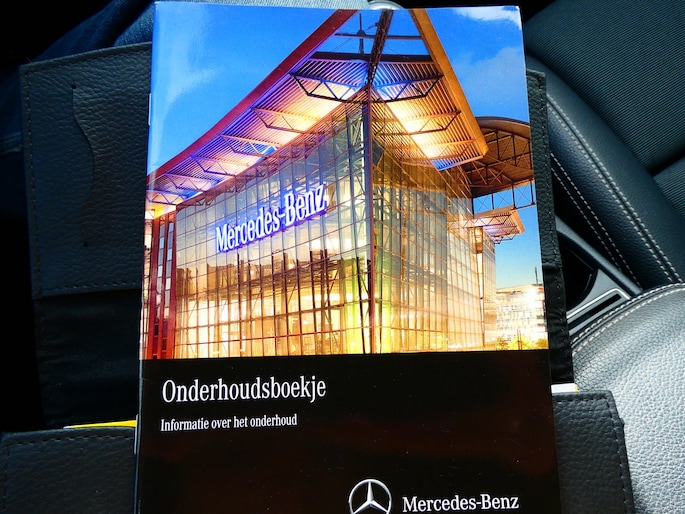 Mercedes-Benz
Onderhoudsboekje
Informatie over het onderhoud
Mercedes-Benz